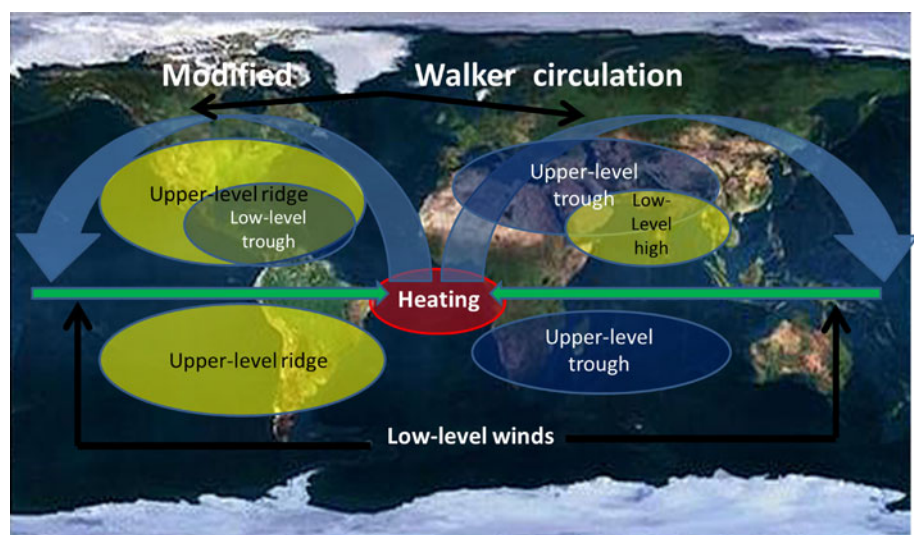 Modified Walker circulation
Upper-level ridge
Low-level
trough
Upper-level
trough
Low-
Level
high
Heating
Upper-level ridge
Upper-level
trough
Low-level winds